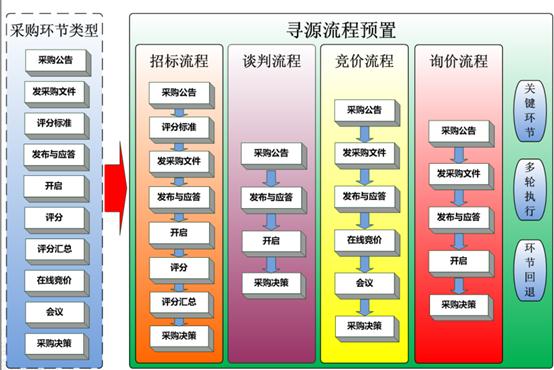 采购环节类型
采购公告
发采购文件
评分标准
发布与应答
开启
评分
评分汇总
在线竞价
会议
采购决策
寻源流程预置
招标流程
采购公告
评分标准
发采购文件
发布与应答
开启
评分
评分汇总
采购决策
谈判流程
采购公告
发布与应答
开启
采购决策
竞价流程
采购公告
发采购文件
发布与应答
在线竞价
会议
采购决策
询价流程
采购公告
发采购文件
发布与应答
开启
采购决策
关键环节
多轮执行
环节回退